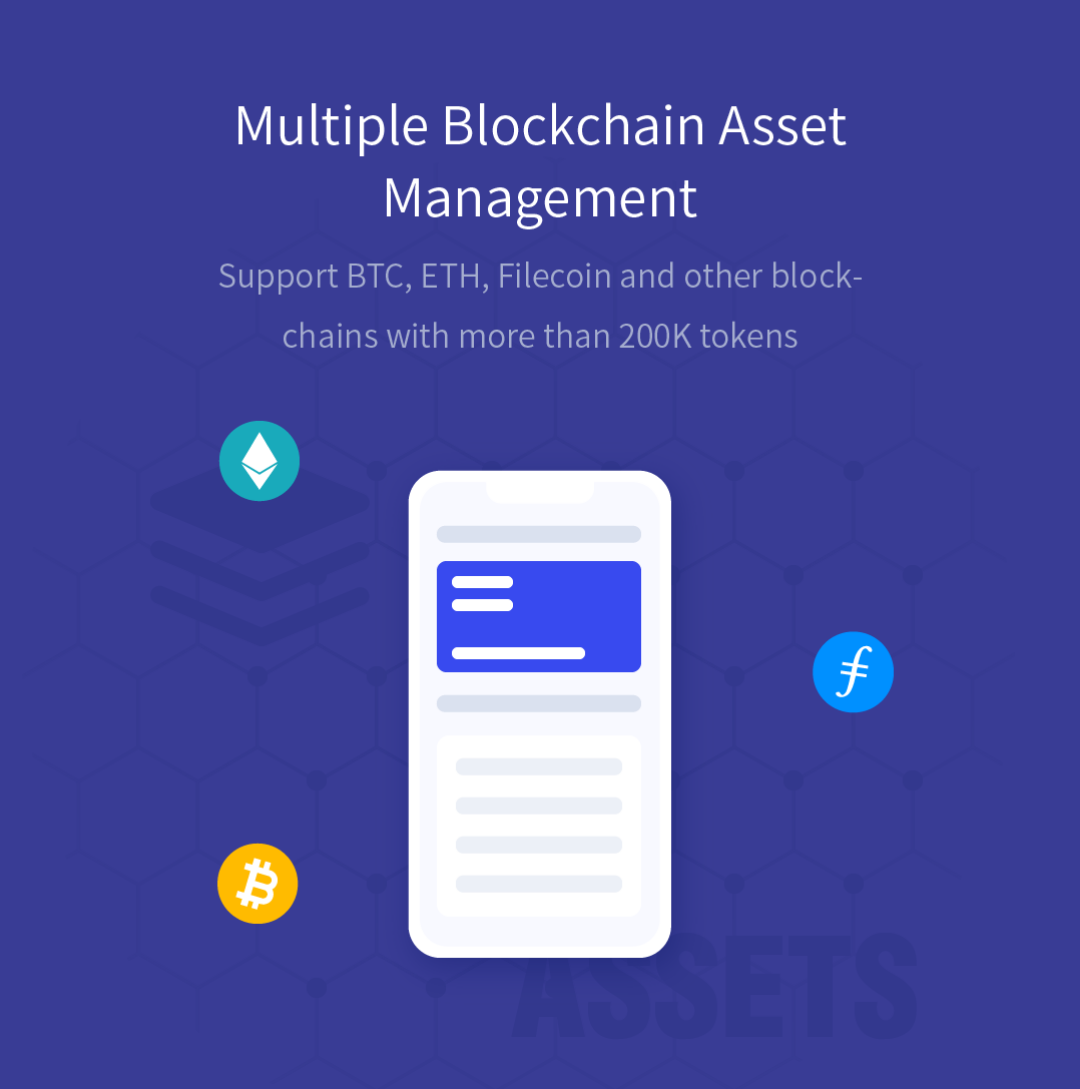 Multiple Blockchain Asset
Management
Support BTC, ETH, Filecoin and other block-
chains with more than 200K tokens
ASSETS